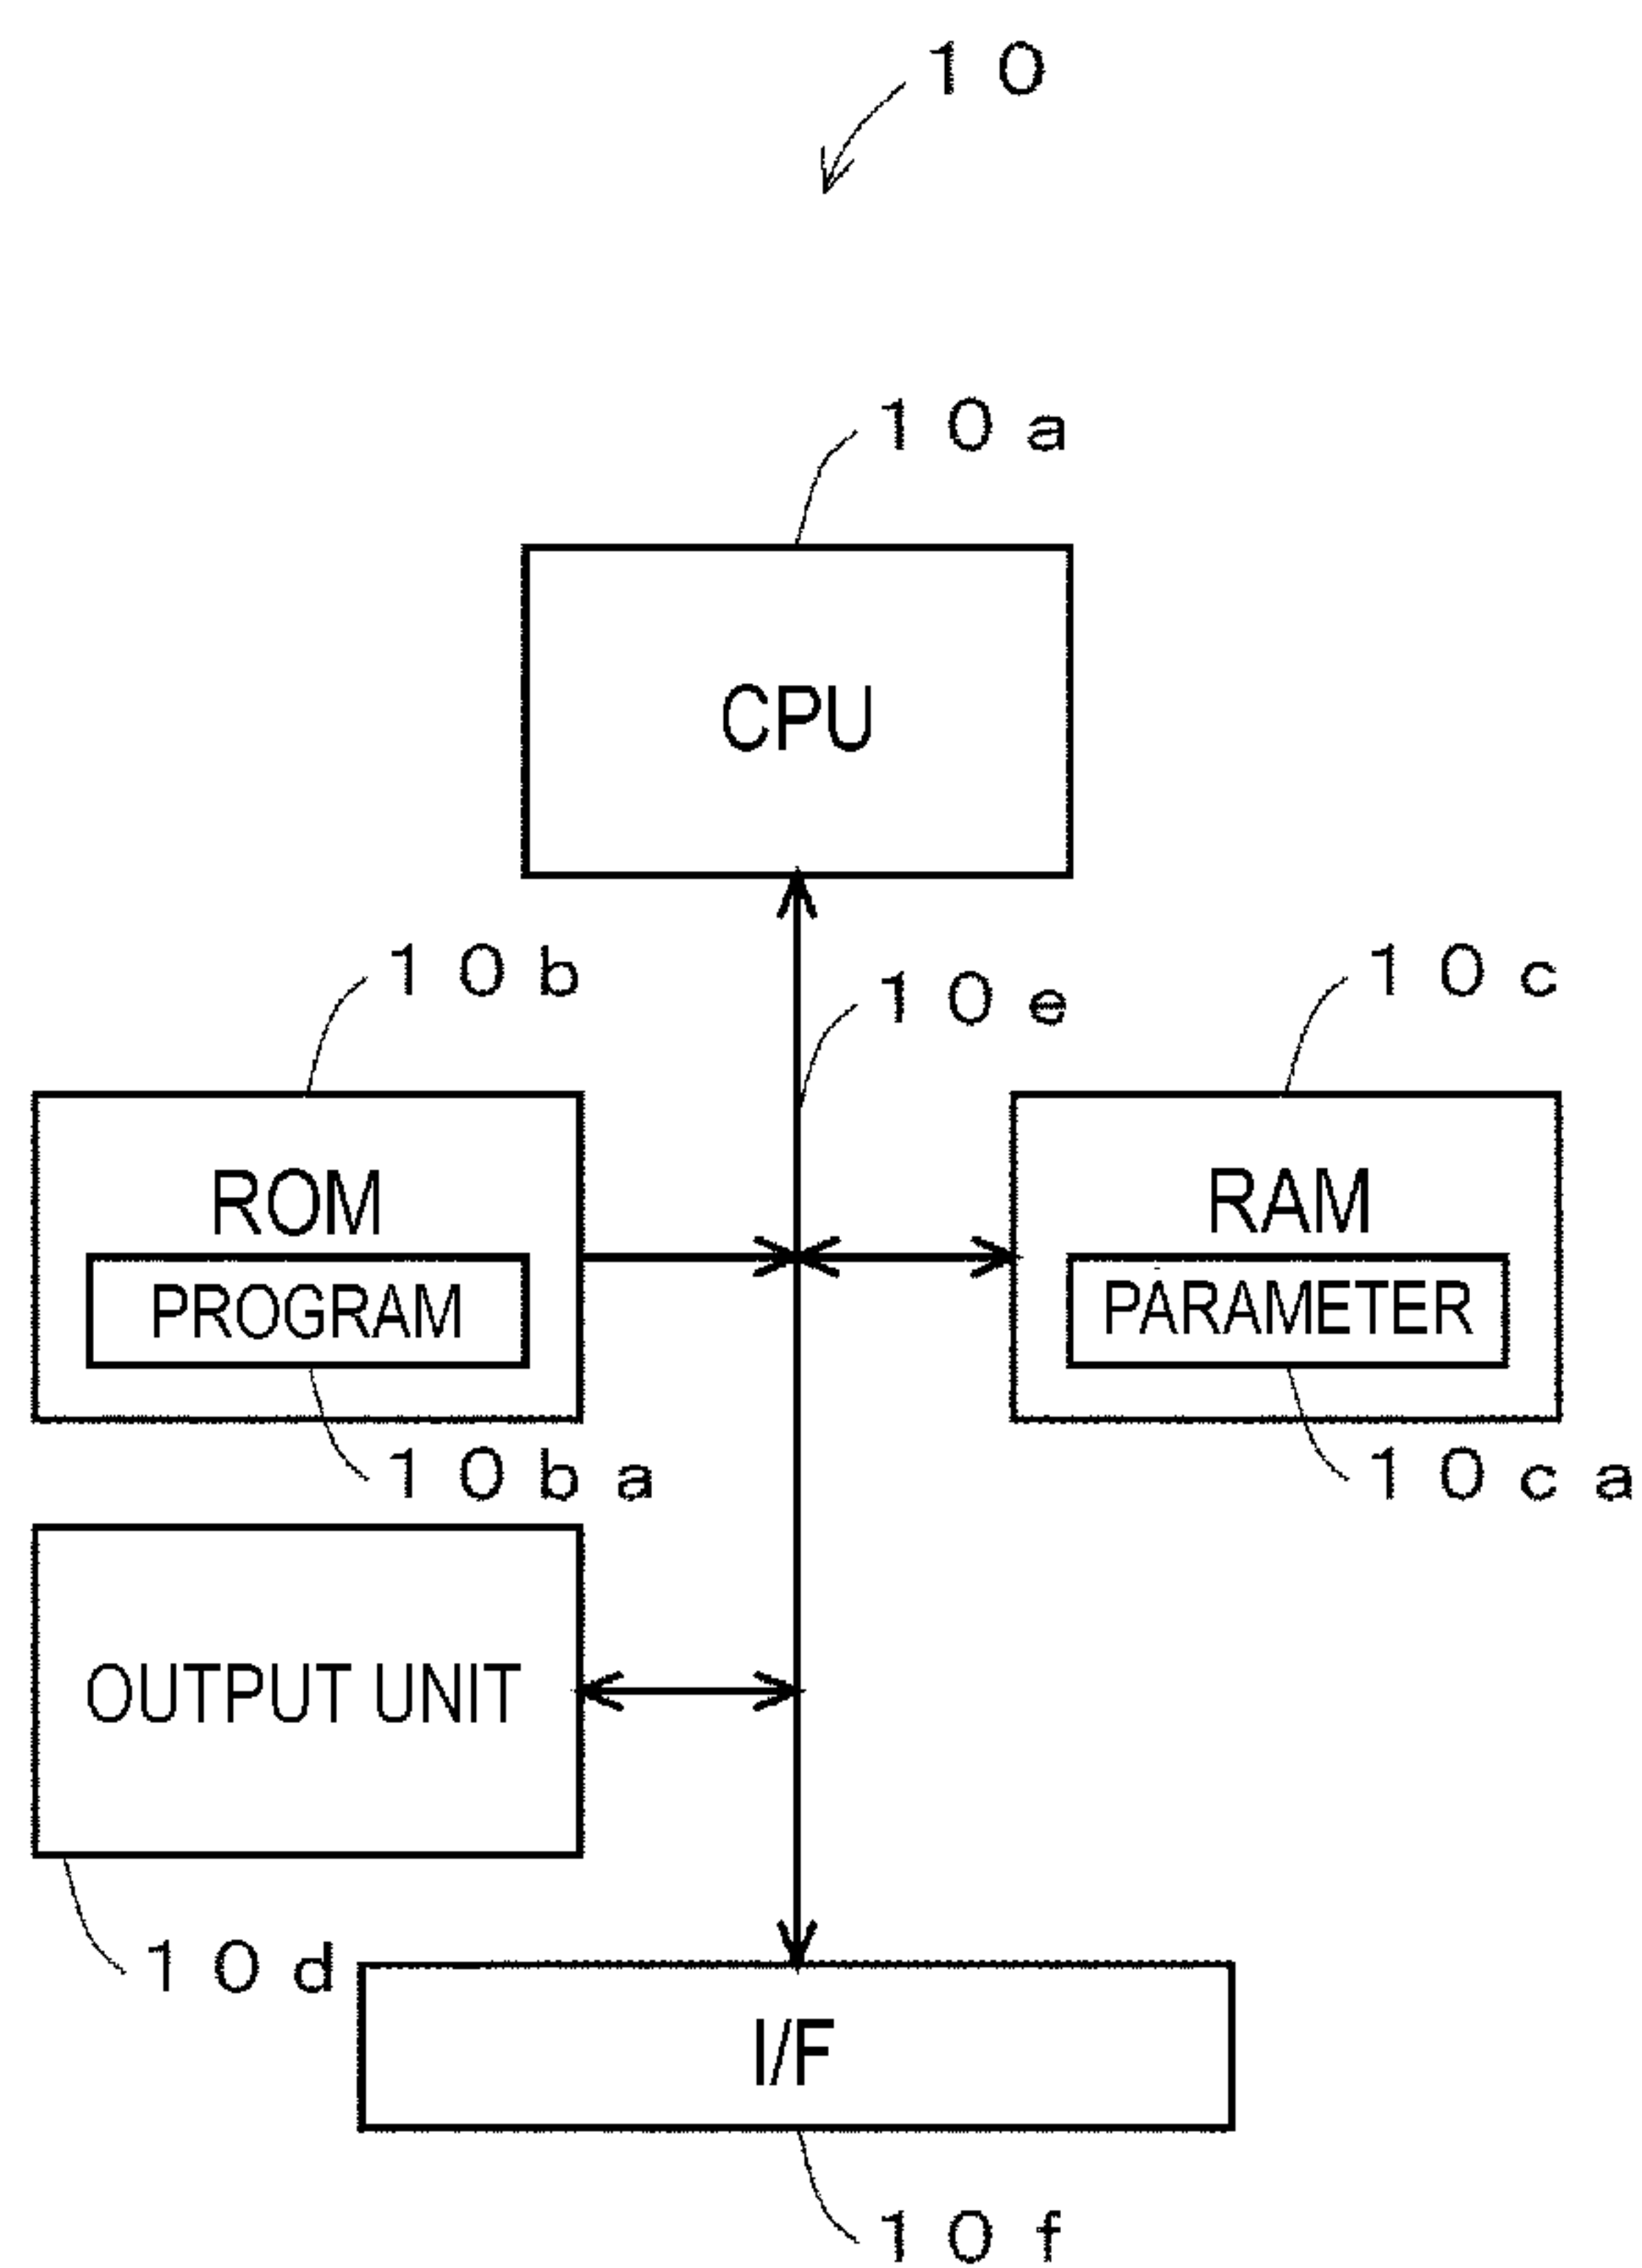 10
10a
CPU
10b
10e
10c
ROM
PROGRAM
RAM
PARAMETER
10ba
10ca
OUTPUT UNIT
10d
I/F
10f